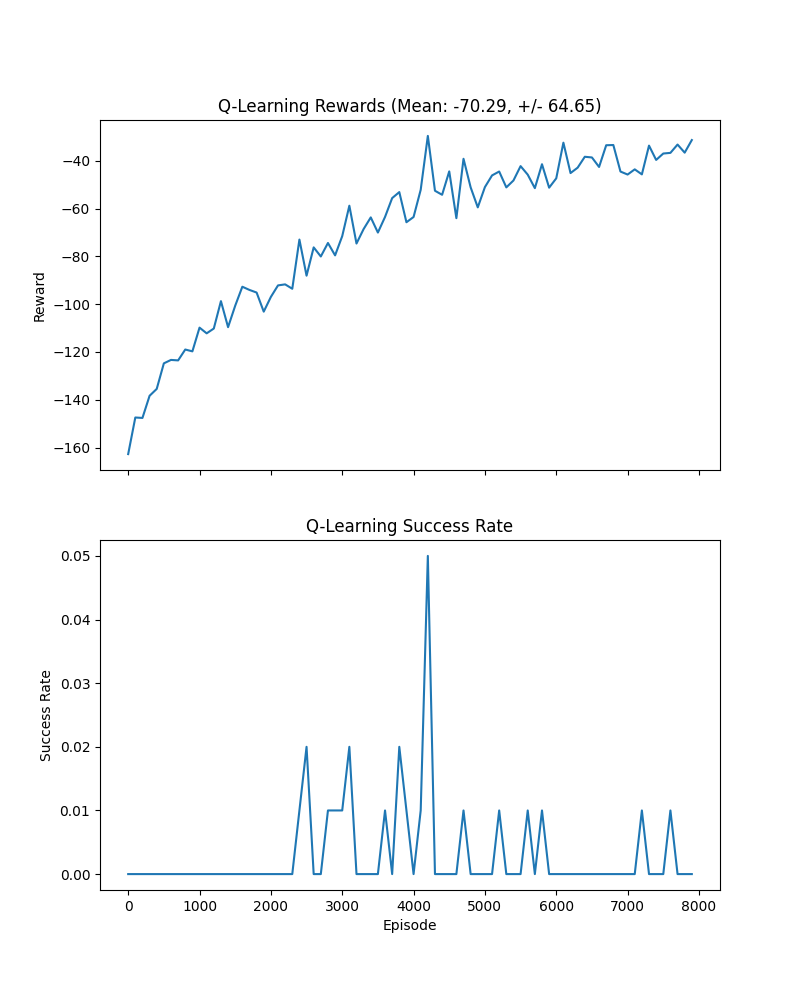 Q-Learning Rewards (Mean: -70.29, +/- 64.65)
−40
−60
−80
−100
−120
−140
−160
Reward
Q-Learning Success Rate
0.05
0.04
0.03
0.02
0.01
0.00
Success Rate
0 1000 2000 3000 4000 5000 6000 7000 8000
Episode